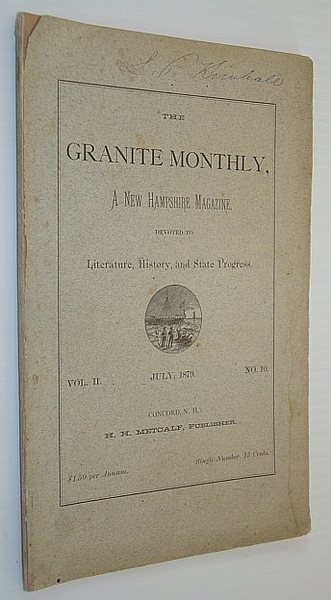 THE
GRANITE MONTHLY,
A NEW HAMPSHIRE MAGAZINE,
DEVOTED TO
Literature, History, and State Progress.
VOL. II. JULY, 1879. NO. 10.
CONCORD, N. H.:
H. H. METCALF, PUBLISHER.
$1.50 per Annum. Single Number, 15 Cents.